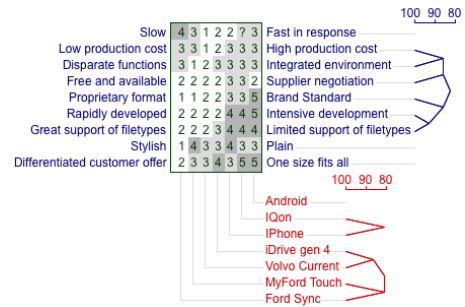 100 90 80
Slow 4 3 1 2 2 ? 3 Fast in response
Low production cost 3 3 1 2 3 3 3 High production cost
Disparate functions 3 1 2 3 3 3 3 Integrated environment
Free and available 2 2 2 2 3 3 2 Supplier negotiation
Proprietary format 1 1 2 2 3 3 5 Brand Standard
Rapidly developed 2 2 2 2 4 4 5 Intensive development
Great support of filetypes 2 2 2 3 4 4 4 Limited support of filetypes
Stylish 1 4 3 3 4 3 3 Plain
Differentiated customer offer 2 3 3 4 3 5 5 One size fits all
100 90 80
Android
IQon
IPhone
iDrive gen 4
Volvo Current
MyFord Touch
Ford Sync